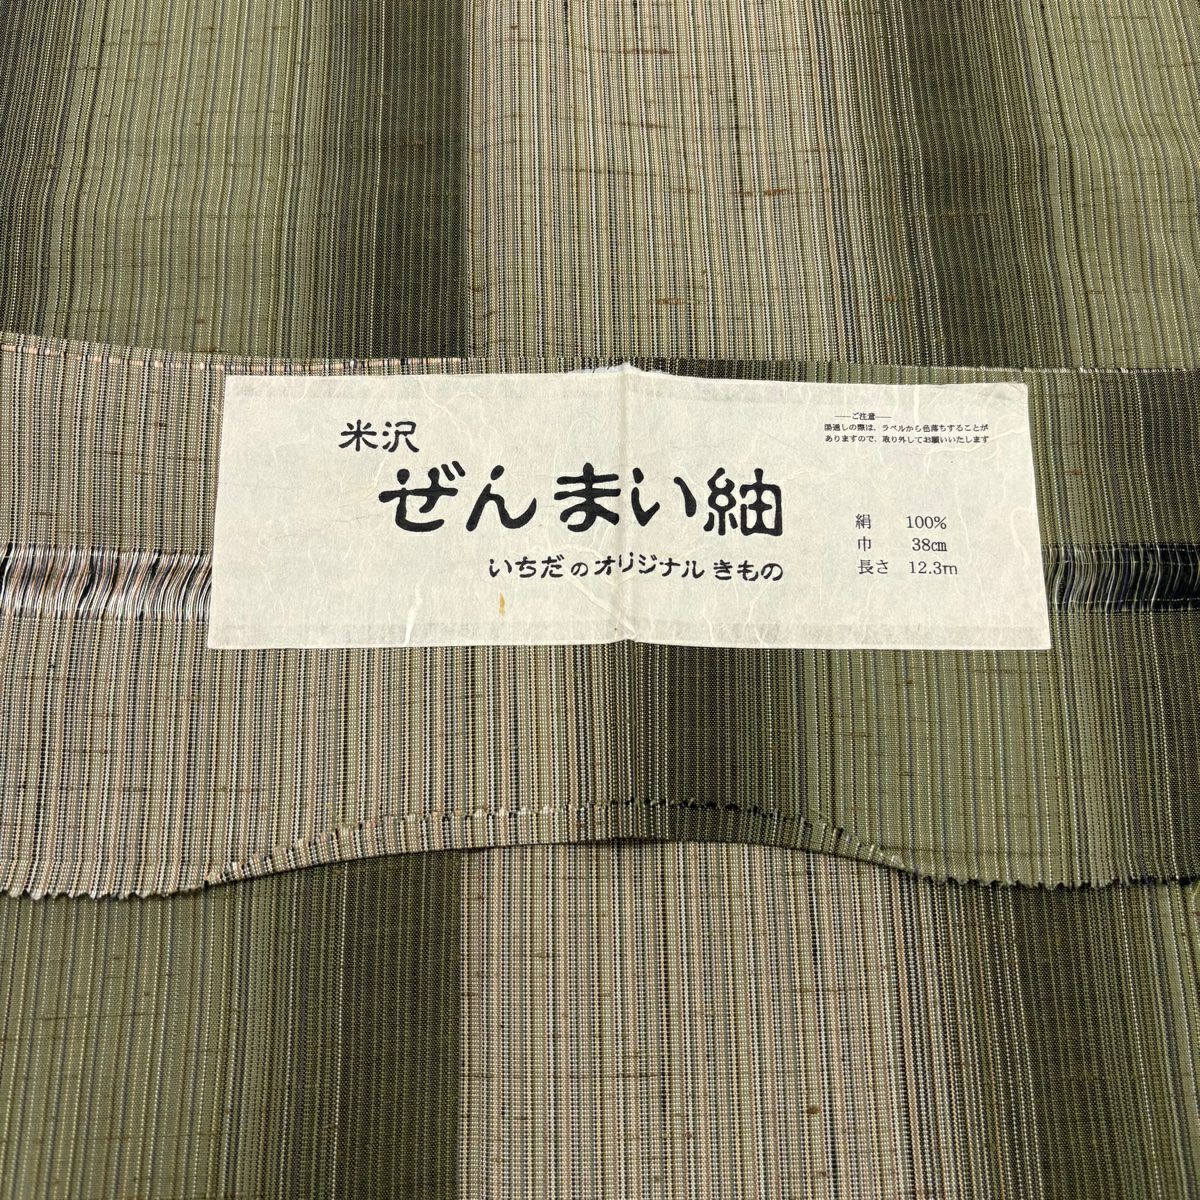 米沢
ぜんまい紬
いちだのオリジナルきもの
――ご注意――
湯通しの際は、ラベルから色落ちすることが
ありますので、取り外してお願いいたします
絹 100%
巾 38㎝
長さ 12.3m